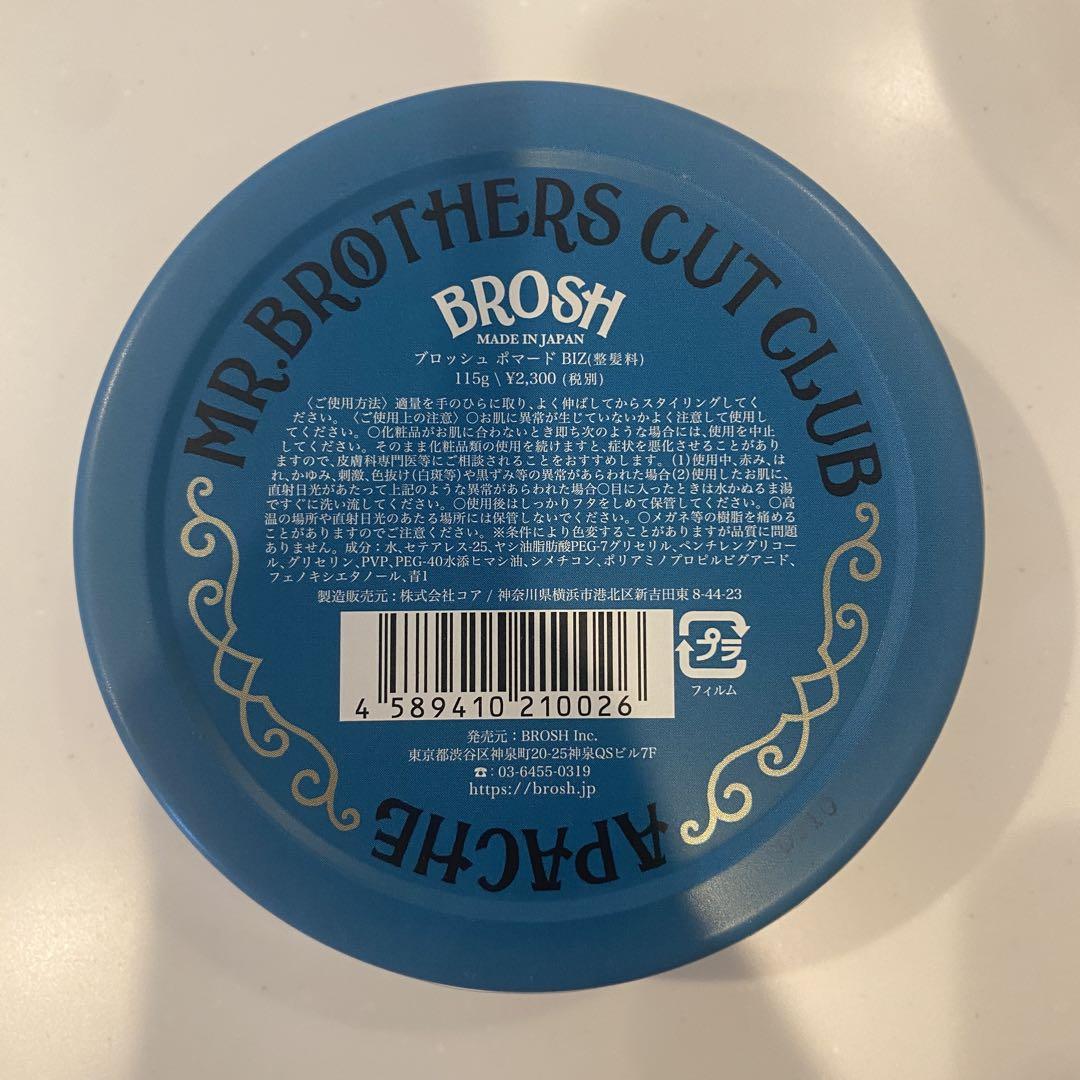 MR.BROTHERS CUT CLUB
BROSH
MADE IN JAPAN
ブロッシュ ポマード BIZ(整髪料)
115g \ ¥2,300 (税別)
〈ご使用方法〉適量を手のひらに取り、よく伸ばしてからスタイリングしてく
ださい。〈ご使用上の注意〉○お肌に異常が生じていないかよく注意して使用し
てください。○化粧品がお肌に合わないとき即ち次のような場合には、使用を中止
してください。そのまま化粧品類の使用を続けますと、症状を悪化させることがあり
ますので、皮膚科専門医等にご相談されることをおすすめします。(1)使用中、赤み、は
れ、かゆみ、刺激、色抜け(白斑等)や黒ずみ等の異常があらわれた場合(2)使用したお肌に、
直射日光があたって上記のような異常があらわれた場合○目に入ったときは水かぬるま湯
ですぐに洗い流してください。○使用後はしっかりフタをしめて保管してください。○高
温の場所や直射日光のあたる場所には保管しないでください。○メガネ等の樹脂を痛める
ことがありますのでご注意ください。※条件により色変することがありますが品質に問題
ありません。成分：水、セテアレス-25、ヤシ油脂肪酸PEG-7グリセリル、ペンチレングリコー
ル、グリセリン、PVP、PEG-40水添ヒマシ油、シメチコン、ポリアミノプロピルビグアニド、
フェノキシエタノール、青1
製造販売元：株式会社コア / 神奈川県横浜市港北区新吉田東 8-44-23
プラ
フィルム
4 589410 210026
発売元：BROSH Inc.
東京都渋谷区神泉町20-25神泉QSビル7F
☎：03-6455-0319
https://brosh.jp
APACHE